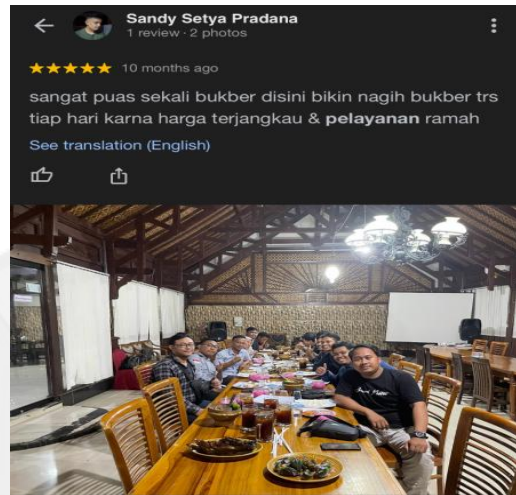 Sandy Setya Pradana
1 review · 2 photos
★★★★★ 10 months ago
sangat puas sekali bukber disini bikin nagih bukber trs
tiap hari karna harga terjangkau & pelayanan ramah
See translation (English)